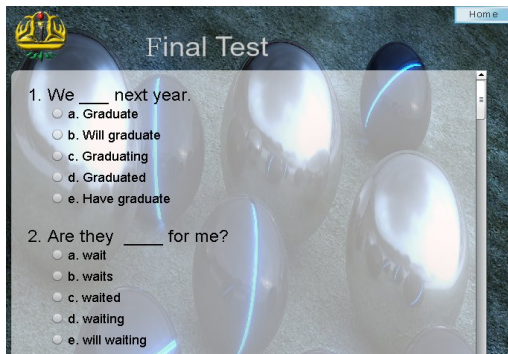 Home
Final Test
1. We ___ next year.
a. Graduate
b. Will graduate
c. Graduating
d. Graduated
e. Have graduate
2. Are they ____ for me?
a. wait
b. waits
c. waited
d. waiting
e. will waiting